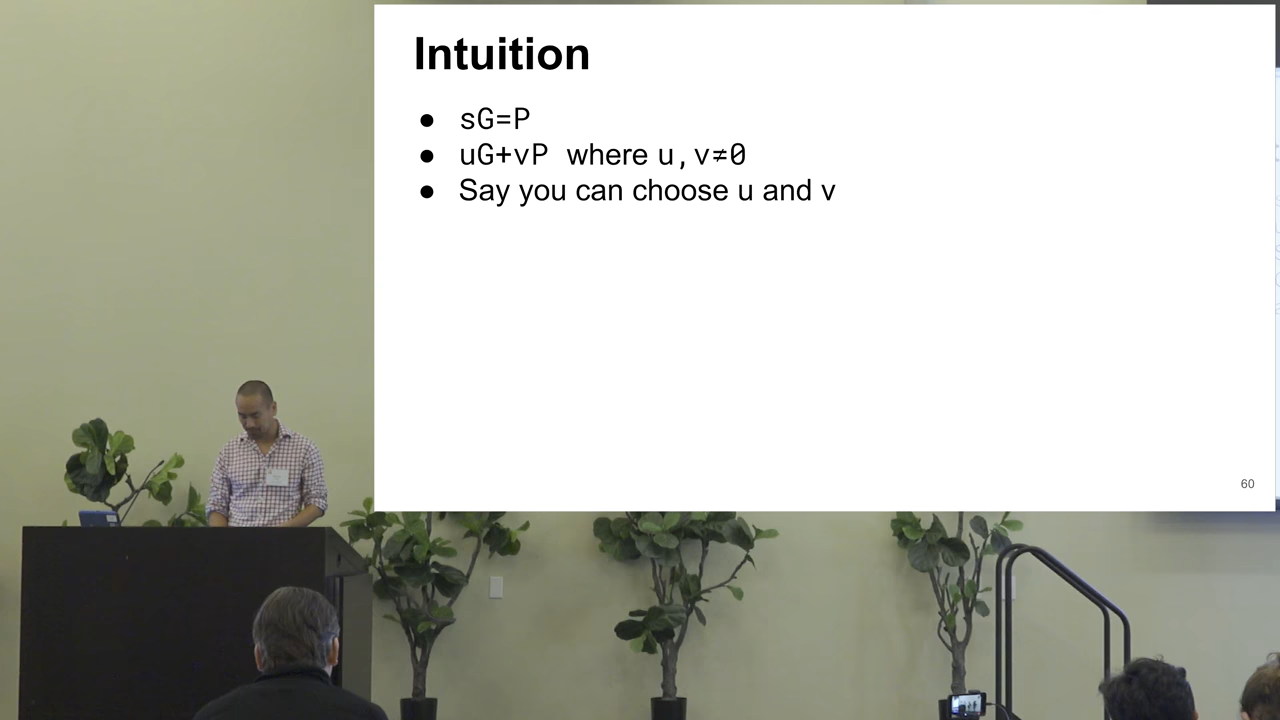 Intuition
● sG=P
● uG+vP where u,v≠0
● Say you can choose u and v
60